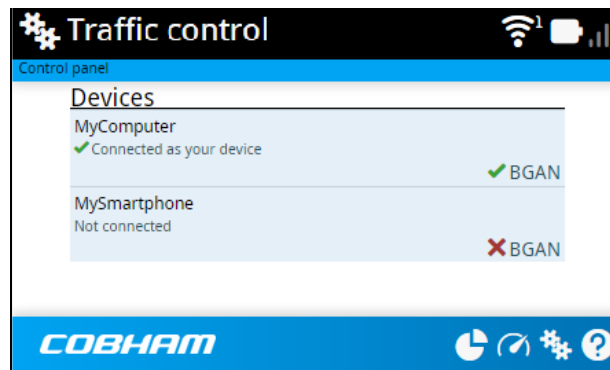 Traffic control
1
Control panel
Devices
MyComputer
Connected as your device
BGAN
MySmartphone
Not connected
BGAN
COBHAM
?